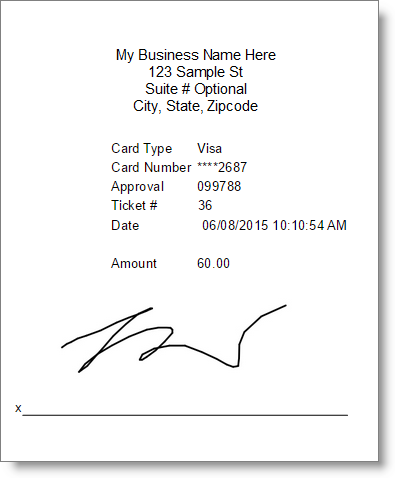 My Business Name Here
123 Sample St
Suite # Optional
City, State, Zipcode
Card Type Visa
Card Number ****2687
Approval 099788
Ticket # 36
Date 06/08/2015 10:10:54 AM
Amount 60.00
x